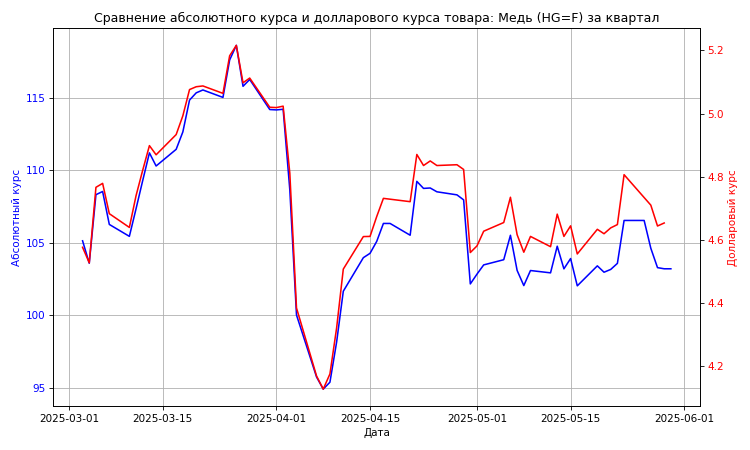 Сравнение абсолютного курса и долларового курса товара: Медь (HG=F) за квартал
Абсолютный курс
115
110
105
100
95
5.2
5.0
4.8
4.6
4.4
4.2
Долларовый курс
2025-03-01 2025-03-15 2025-04-01 2025-04-15 2025-05-01 2025-05-15 2025-06-01
Дата